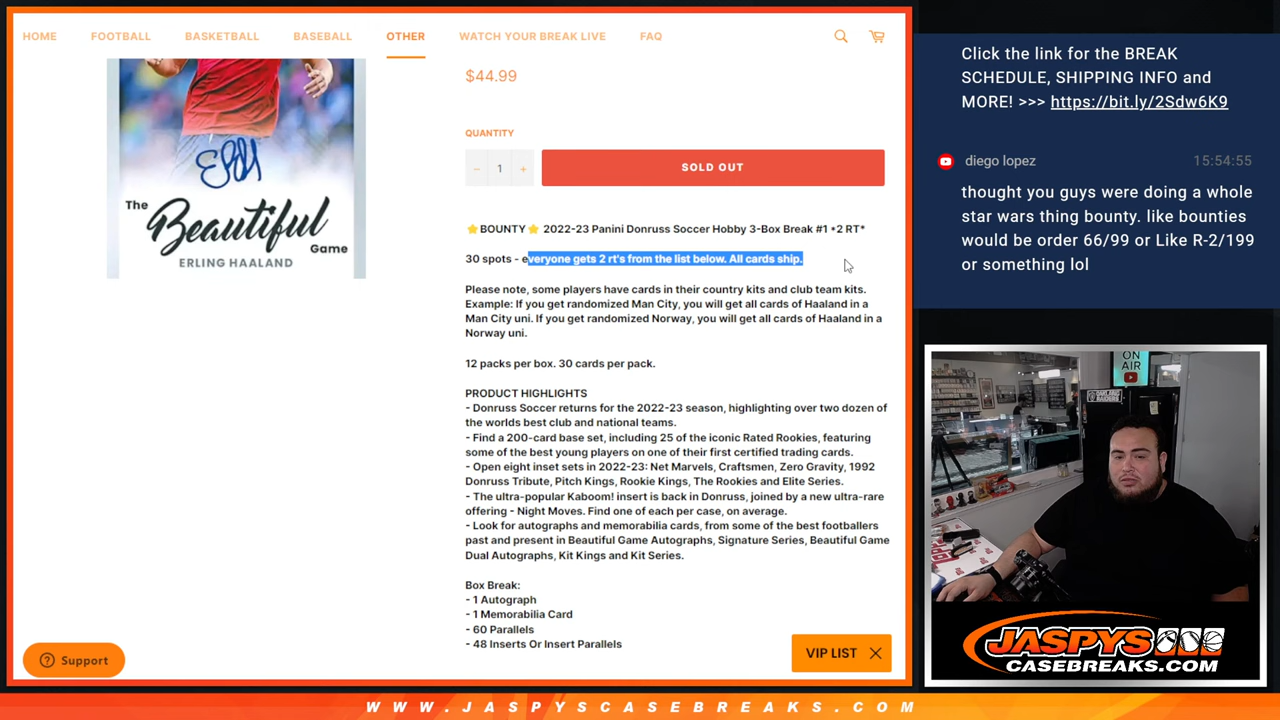 HOME FOOTBALL BASKETBALL BASEBALL OTHER WATCH YOUR BREAK LIVE FAQ
The Beautiful Game
ERLING HAALAND
$44.99
QUANTITY
− 1 +
SOLD OUT
⭐BOUNTY⭐ 2022-23 Panini Donruss Soccer Hobby 3-Box Break #1 *2 RT*
30 spots - everyone gets 2 rt's from the list below. All cards ship.
Please note, some players have cards in their country kits and club team kits.
Example: If you get randomized Man City, you will get all cards of Haaland in a
Man City uni. If you get randomized Norway, you will get all cards of Haaland in a
Norway uni.
12 packs per box. 30 cards per pack.
PRODUCT HIGHLIGHTS
- Donruss Soccer returns for the 2022-23 season, highlighting over two dozen of
the worlds best club and national teams.
- Find a 200-card base set, including 25 of the iconic Rated Rookies, featuring
some of the best young players on one of their first certified trading cards.
- Open eight inset sets in 2022-23: Net Marvels, Craftsmen, Zero Gravity, 1992
Donruss Tribute, Pitch Kings, Rookie Kings, The Rookies and Elite Series.
- The ultra-popular Kaboom! insert is back in Donruss, joined by a new ultra-rare
offering - Night Moves. Find one of each per case, on average.
- Look for autographs and memorabilia cards, from some of the best footballers
past and present in Beautiful Game Autographs, Signature Series, Beautiful Game
Dual Autographs, Kit Kings and Kit Series.
Box Break:
- 1 Autograph
- 1 Memorabilia Card
- 60 Parallels
- 48 Inserts Or Insert Parallels
Support
VIP LIST
Click the link for the BREAK
SCHEDULE, SHIPPING INFO and
MORE! >>> https://bit.ly/2Sdw6K9
diego lopez 15:54:55
thought you guys were doing a whole
star wars thing bounty. like bounties
would be order 66/99 or Like R-2/199
or something lol
ON
AIR
OAKLAND RAIDERS
JASPYS
CASEBREAKS.COM
WWW.JASPYSCASEBREAKS.COM